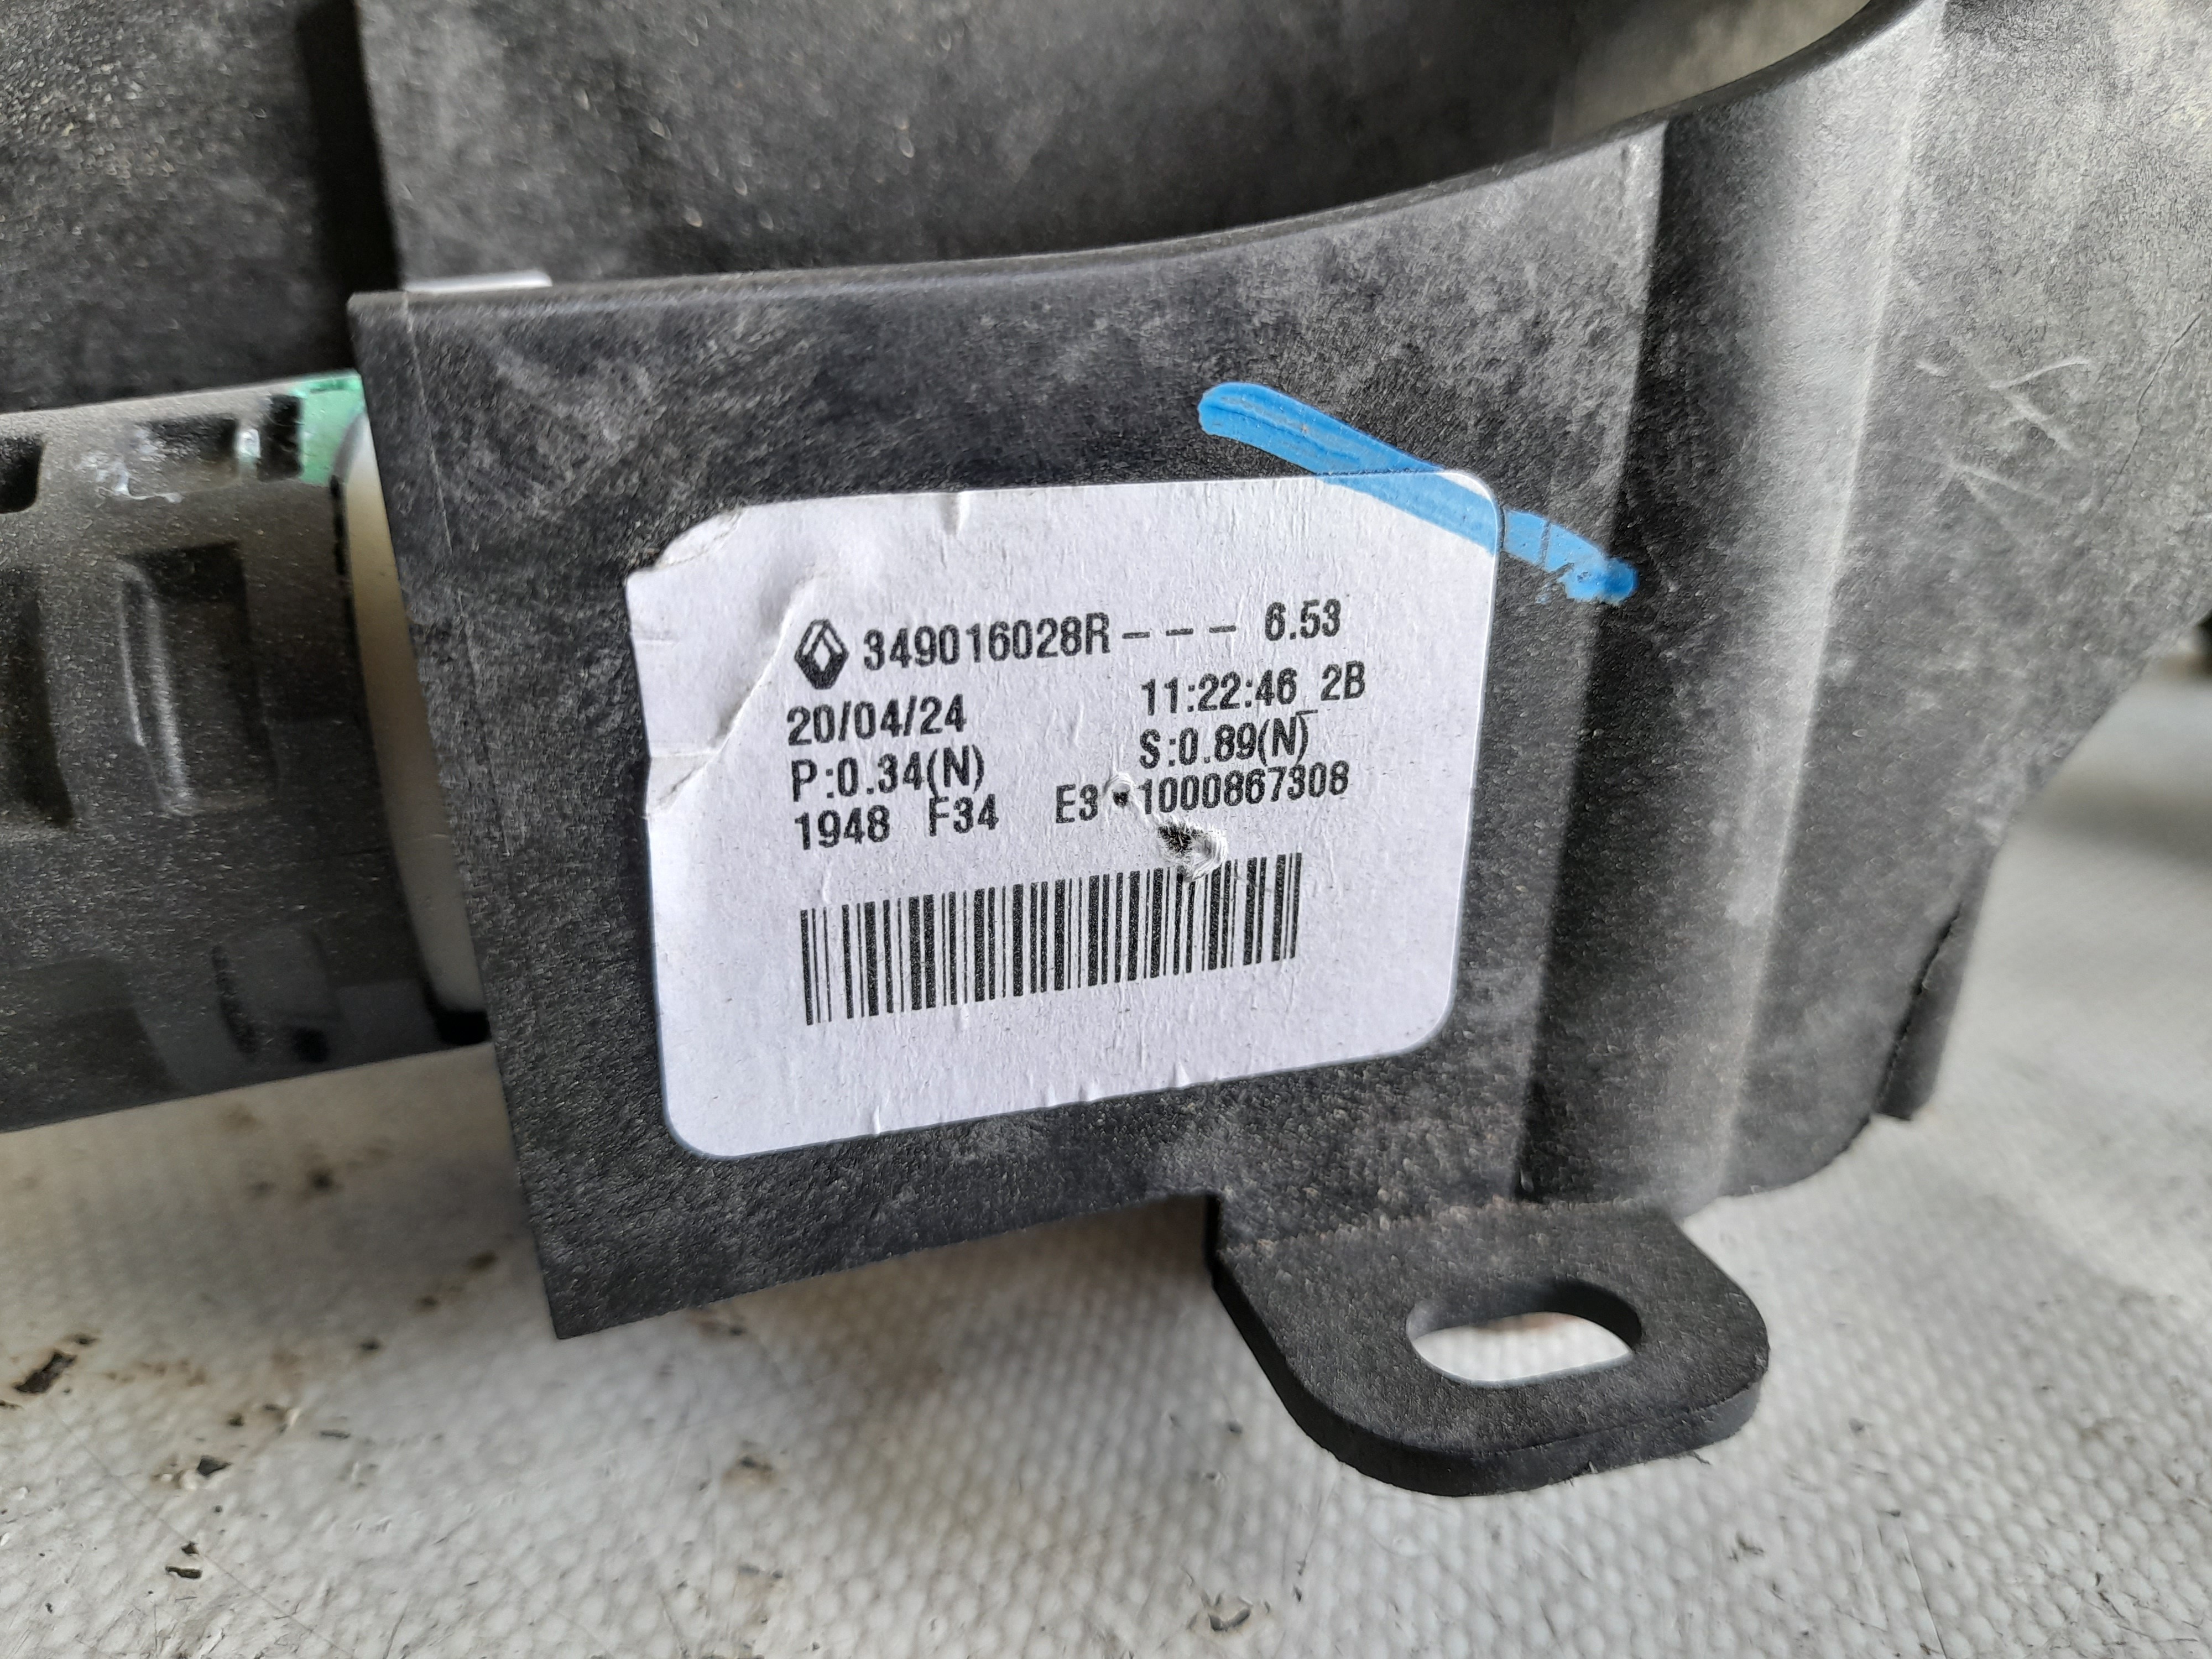 349016028R - - - 6.53
20/04/24 11:22:46_2B
P:0.34(N) S:0.89(N)
1948 F34 E3 1000867308